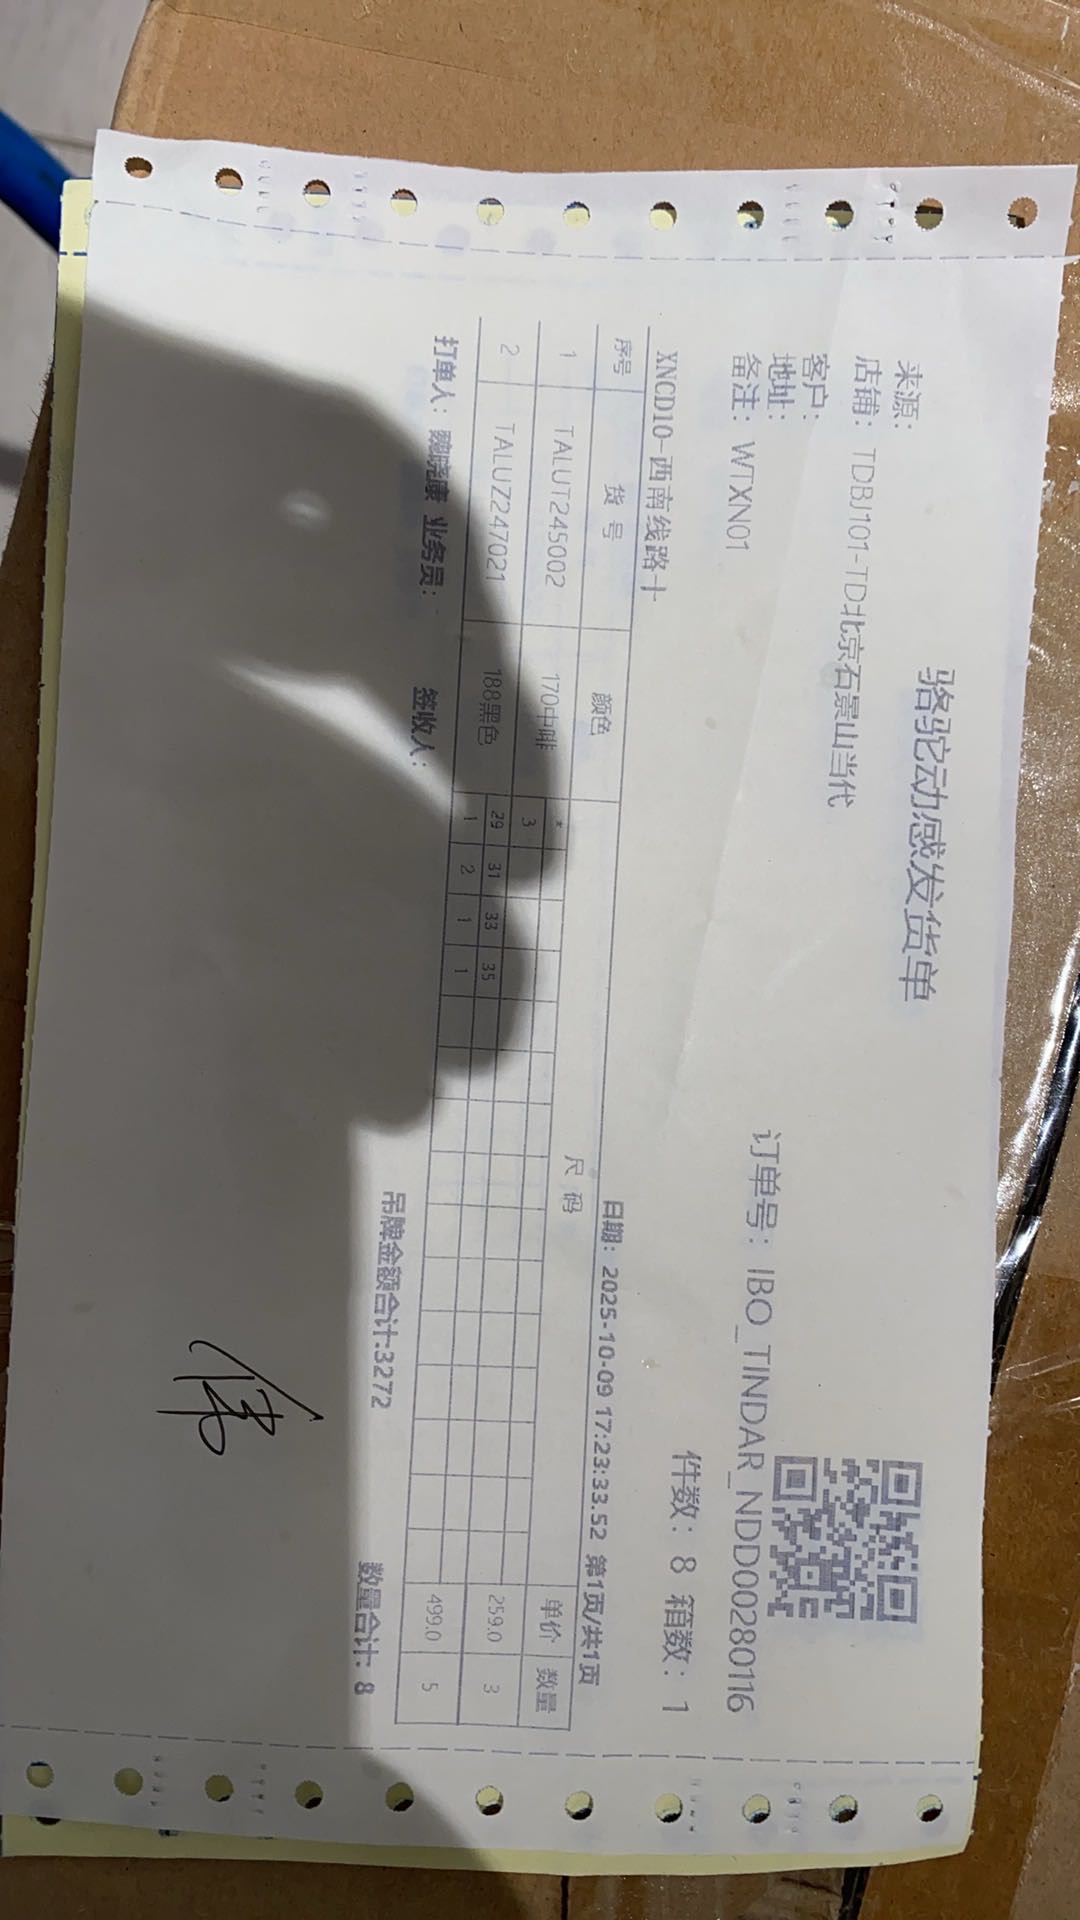 骆驼动感发货单
来源:
店铺: TDBJ101-TD北京石景山当代
客户:
地址:
订单号: IBO_TINDAR_NDD00280116
备注: WTXN01
件数: 8 箱数: 1
XNCD10-西南线路十
日期: 2025-10-09 17:23:33.52 第1页/共1页
序号 货号 颜色 尺码 单价 数量
1 TALUT245002 170中啡 * 259.0 3
3
2 TALUZ247021 188黑色 29 31 33 35 499.0 5
1 2 1 1
打单人: 魏晓康 业务员: 签收人: 吊牌金额合计:3272 数量合计: 8